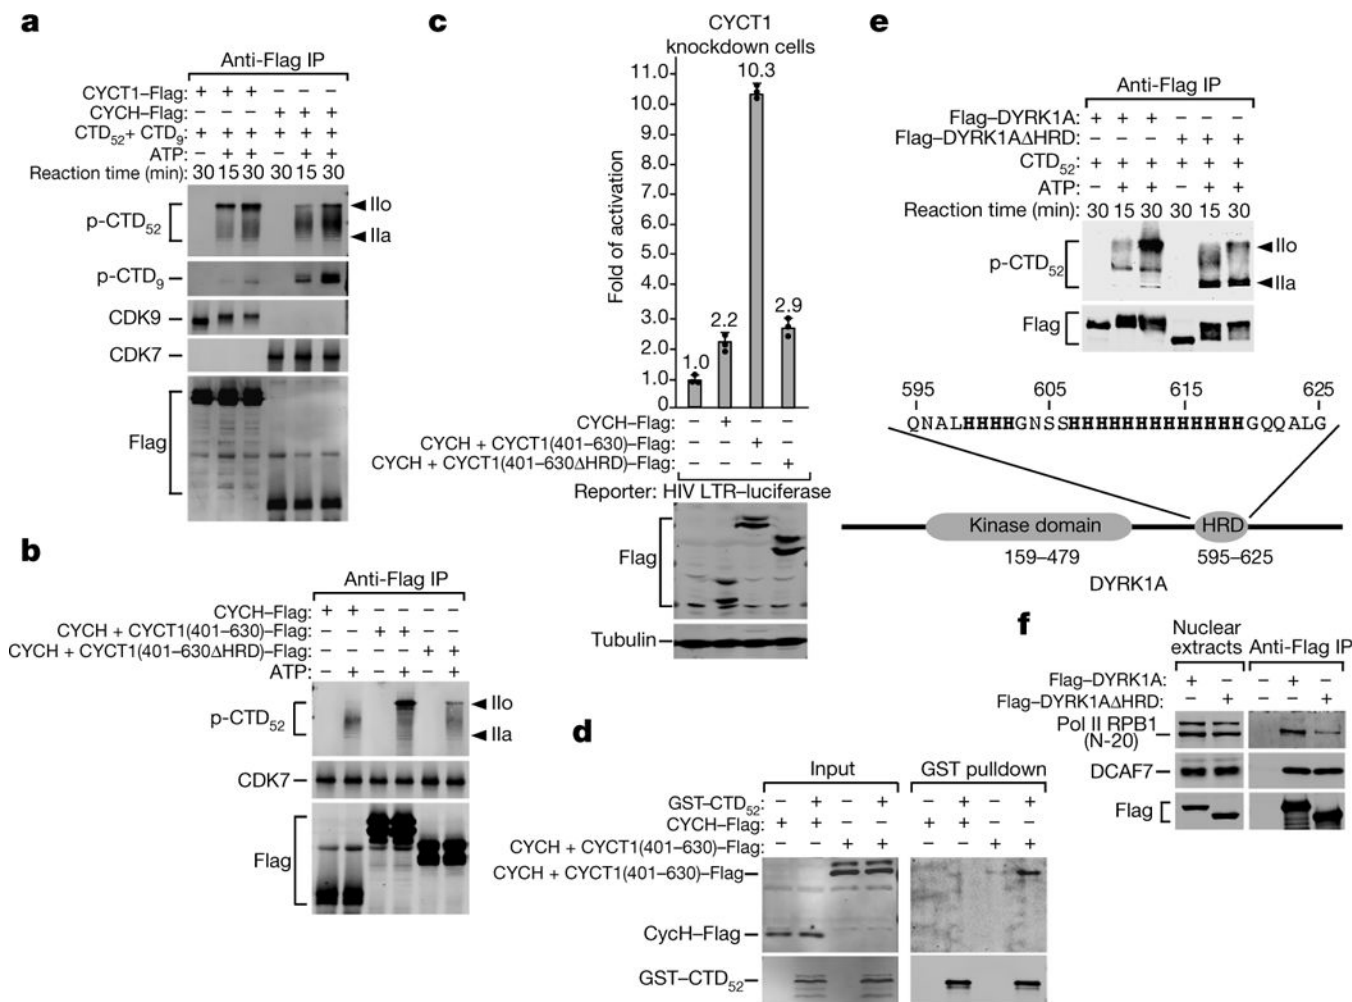 a
Anti-Flag IP
CYCT1–Flag: + + + – – –
CYCH–Flag: – – – + + +
CTD52+ CTD9: + + + + + +
ATP: – + + – + +
Reaction time (min): 30 15 30 30 15 30
p-CTD52
IIo
IIa
p-CTD9
CDK9
CDK7
Flag
b
Anti-Flag IP
CYCH–Flag: + + – – – –
CYCH + CYCT1(401–630)–Flag: – – + + – –
CYCH + CYCT1(401–630ΔHRD)–Flag: – – – – + +
ATP: – + – + – +
p-CTD52
IIo
IIa
CDK7
Flag
c
CYCT1
knockdown cells
Fold of activation
11.0
10.0
9.0
8.0
7.0
6.0
5.0
4.0
3.0
2.0
1.0
0
1.0
2.2
10.3
2.9
CYCH–Flag: – + – –
CYCH + CYCT1(401–630)–Flag: – – + –
CYCH + CYCT1(401–630ΔHRD)–Flag: – – – +
Reporter: HIV LTR–luciferase
Flag
Tubulin
d
Input
GST pulldown
GST–CTD52: – + – + – + – +
CYCH–Flag: + + – – + + – –
CYCH + CYCT1(401–630)–Flag: – – + + – – + +
CYCH + CYCT1(401–630)–Flag
CycH–Flag
GST–CTD52
e
Anti-Flag IP
Flag–DYRK1A: + + + – – –
Flag–DYRK1AΔHRD: – – – + + +
CTD52: + + + + + +
ATP: – + + – + +
Reaction time (min): 30 15 30 30 15 30
p-CTD52
IIo
IIa
Flag
595 605 615 625
QNALHHHHGNSSHHHHHHHHHHHHHGQQALG
Kinase domain
HRD
159–479
595–625
DYRK1A
f
Nuclear
extracts
Anti-Flag IP
Flag–DYRK1A: + – – + –
Flag–DYRK1AΔHRD: – + – – +
Pol II RPB1
(N-20)
DCAF7
Flag